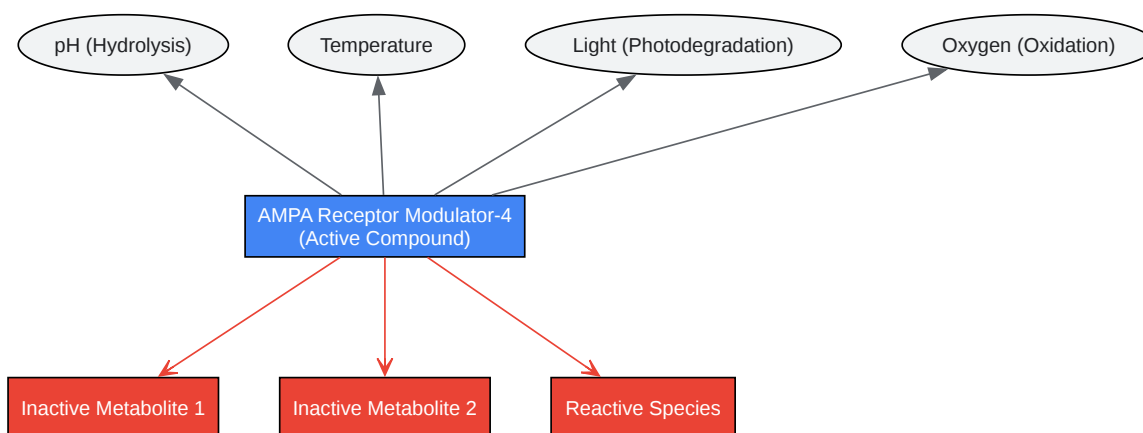 pH (Hydrolysis)
Temperature
Light (Photodegradation)
Oxygen (Oxidation)
AMPA Receptor Modulator-4
(Active Compound)
Inactive Metabolite 1
Inactive Metabolite 2
Reactive Species